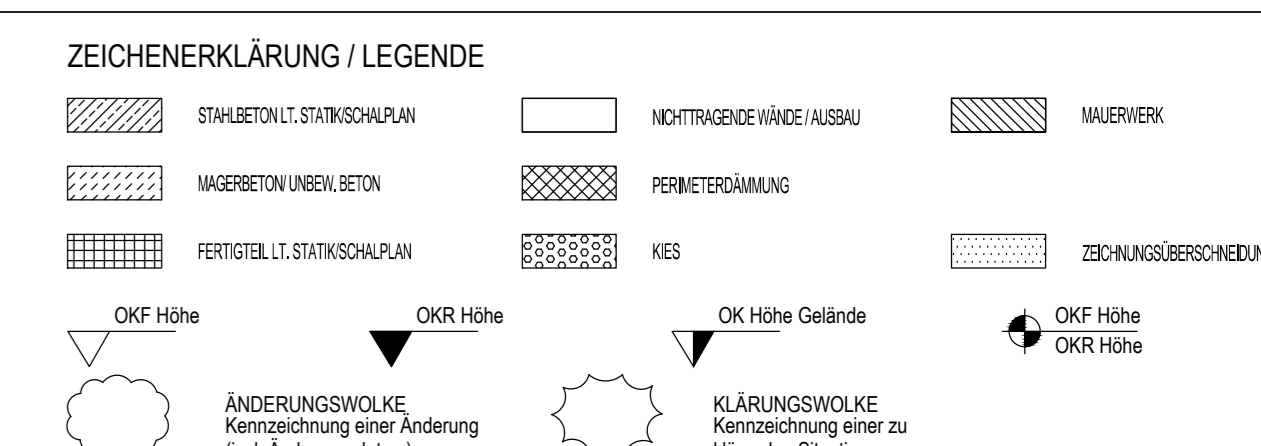 ZEICHENERKLÄRUNG / LEGENDE
STAHLBETON LT. STATIK/SCHALPLAN
NICHTTRAGENDE WÄNDE / AUSBAU
MAUERWERK
MAGERBETON/ UNBEW. BETON
PERIMETERDÄMMUNG
FERTIGTEIL LT. STATIK/SCHALPLAN
KIES
OKF Höhe
OKR Höhe
OK Höhe Gelände
OKF Höhe
OKR Höhe
ÄNDERUNGSWOLKE
Kennzeichnung einer Änderung
KLÄRUNGSWOLKE
Kennzeichnung einer zu